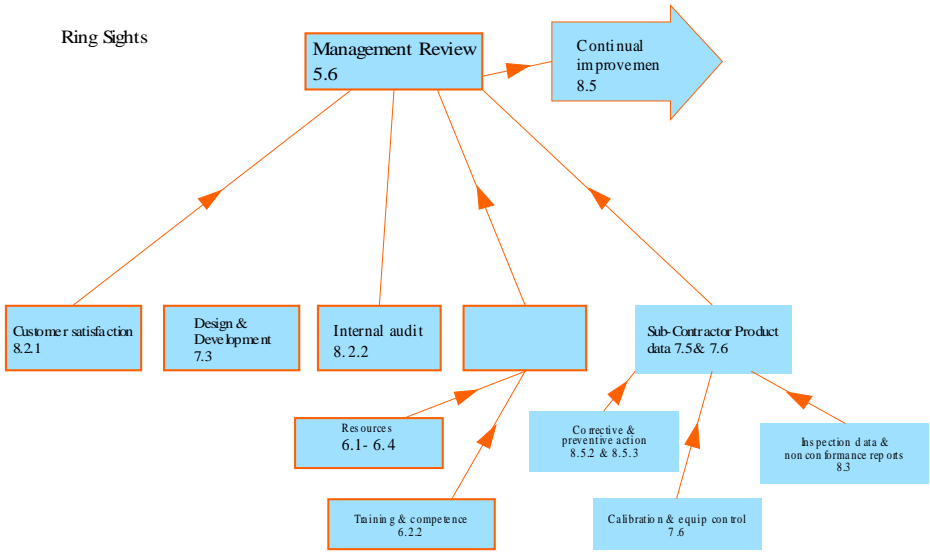 Ring Sights
Management Review
5.6
Continual
improvemen
8.5
Customer satisfaction
8.2.1
Design &
Development
7.3
Internal audit
8.2.2
Sub-Contractor Product
data 7.5& 7.6
Resources
6.1- 6.4
Corrective &
preventive action
8.5.2 & 8.5.3
Inspection data &
nonconformance reports
8.3
Training & competence
6.2.2
Calibration & equip control
7.6